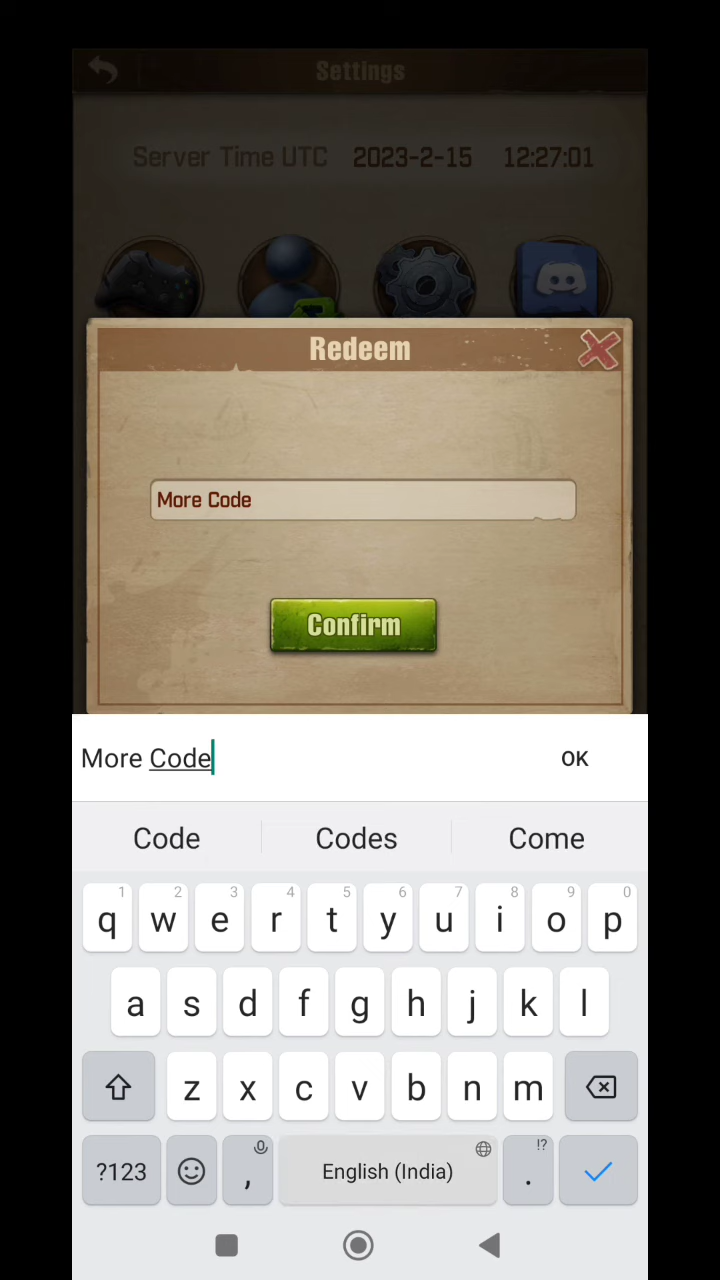 Settings
Server Time UTC 2023-2-15 12:27:01
Redeem
More Code
Confirm
More Code OK
Code Codes Come
1 2 3 4 5 6 7 8 9 0
q w e r t y u i o p
a s d f g h j k l
z x c v b n m
!?
?123 , English (India) .